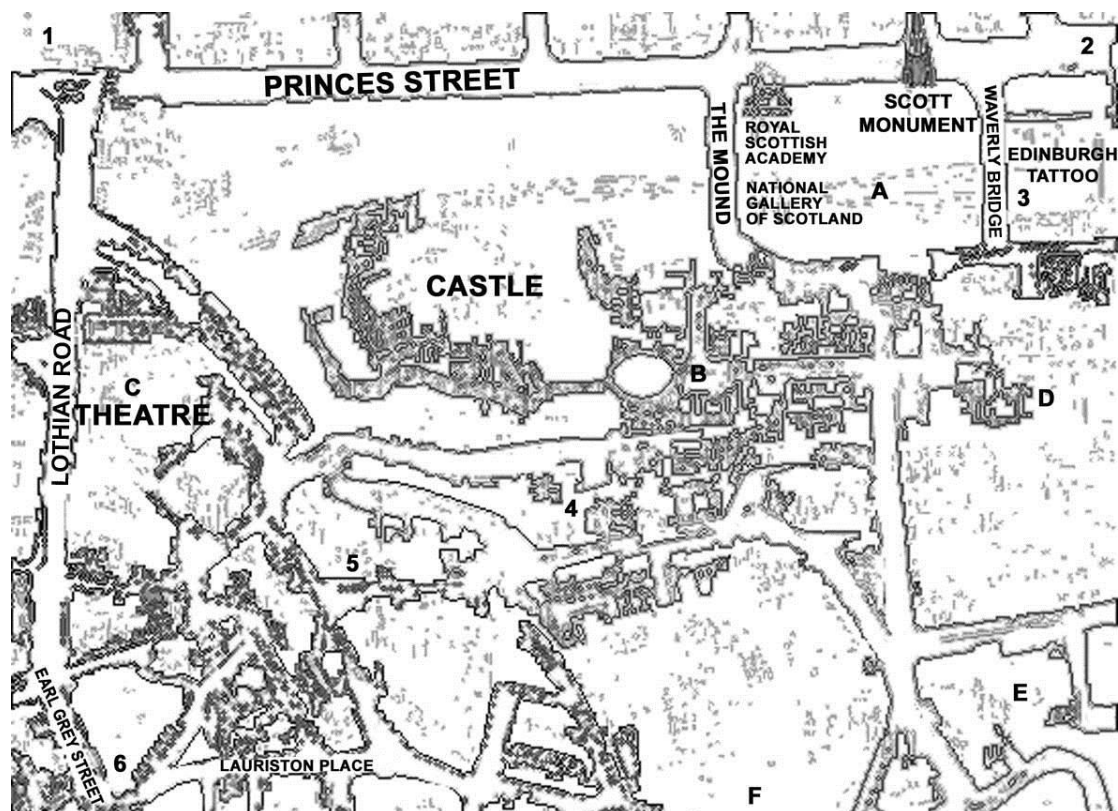 1
2
PRINCES STREET
SCOTT
MONUMENT
THE MOUND
ROYAL
SCOTTISH
ACADEMY
WAVERLY BRIDGE
EDINBURGH
TATTOO
NATIONAL
GALLERY
OF SCOTLAND
A
3
CASTLE
LOTHIAN ROAD
C
THEATRE
B
D
4
5
EARL GREY STREET
E
6
LAURISTON PLACE
F